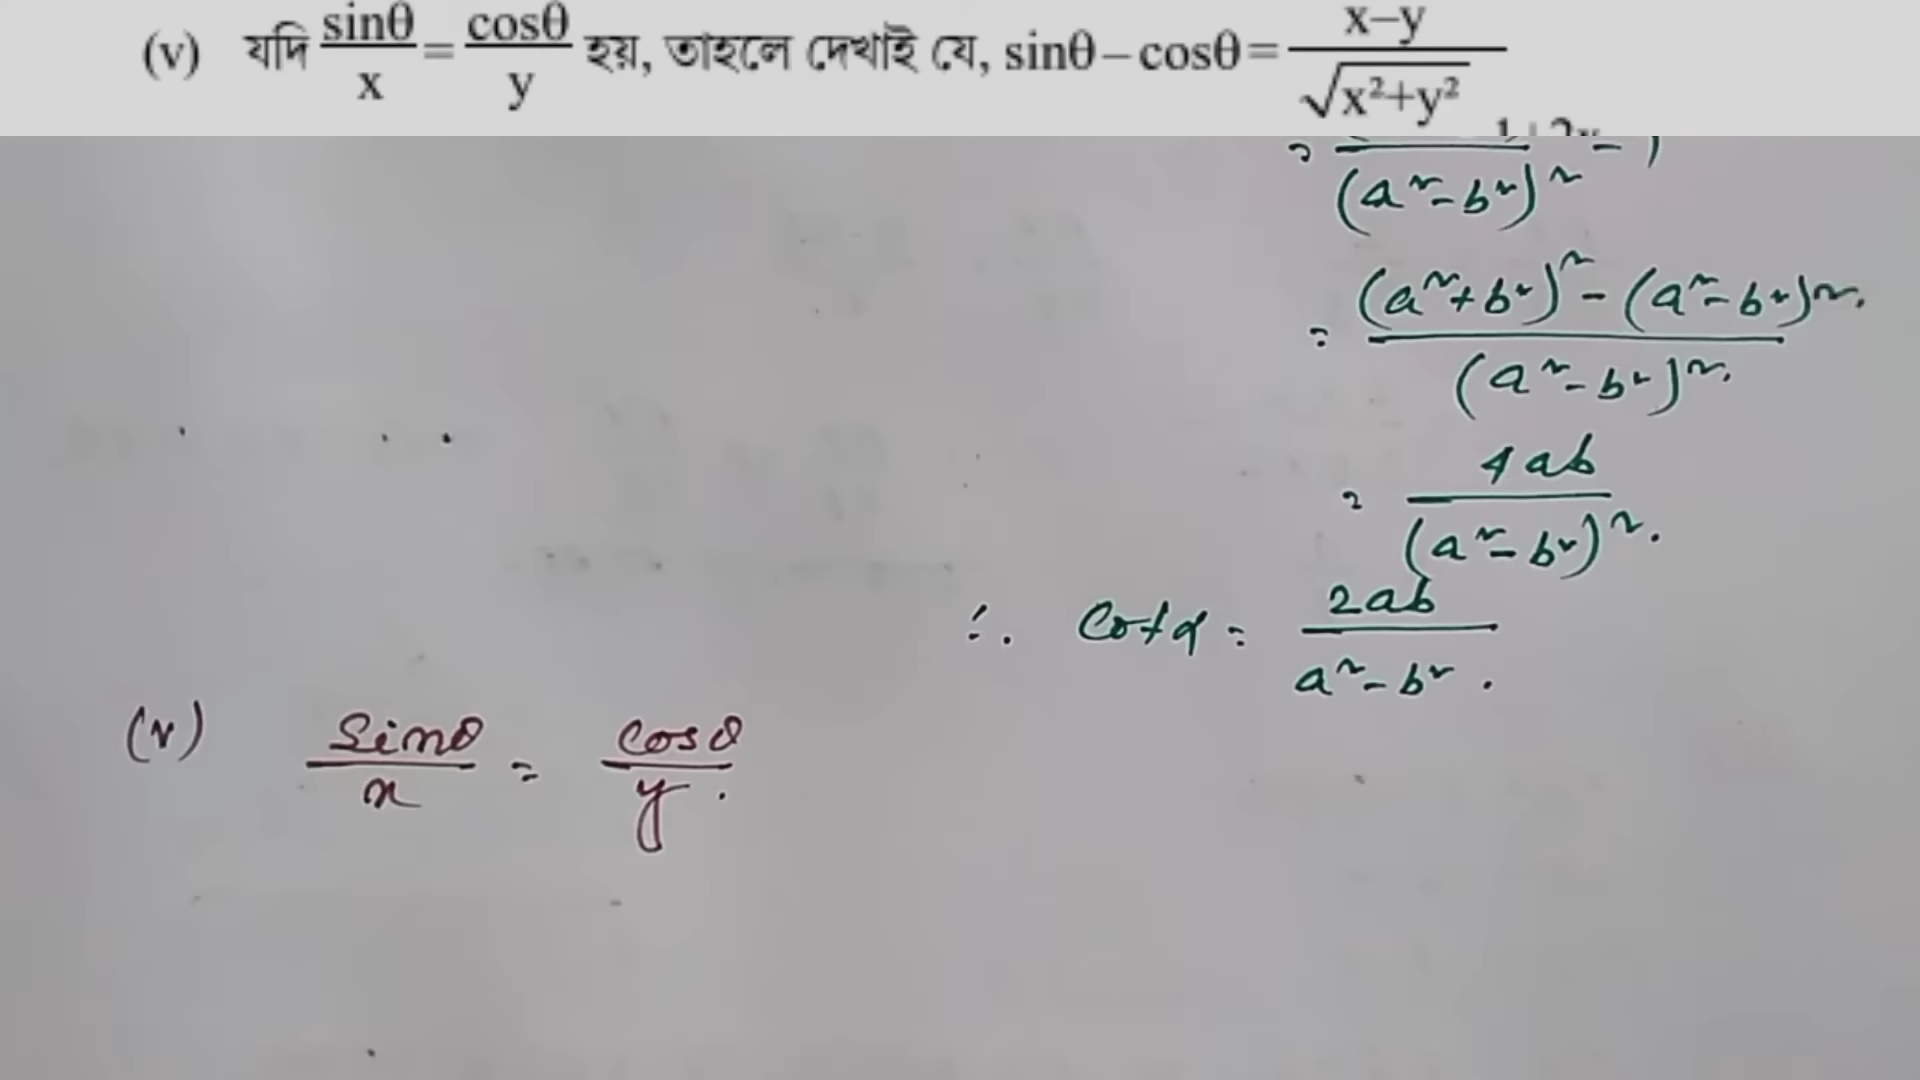 (v) যদি sinθ/x = cosθ/y হয়, তাহলে দেখাই যে, sinθ – cosθ = x–y/√x²+y²
= /(a²-b²)² - 1
= (a²+b²)² - (a²-b²)²./(a²-b²)².
= 4ab/(a²-b²)².
∴ cotα = 2ab/a²-b².
(v) sinθ/x = cosθ/y.